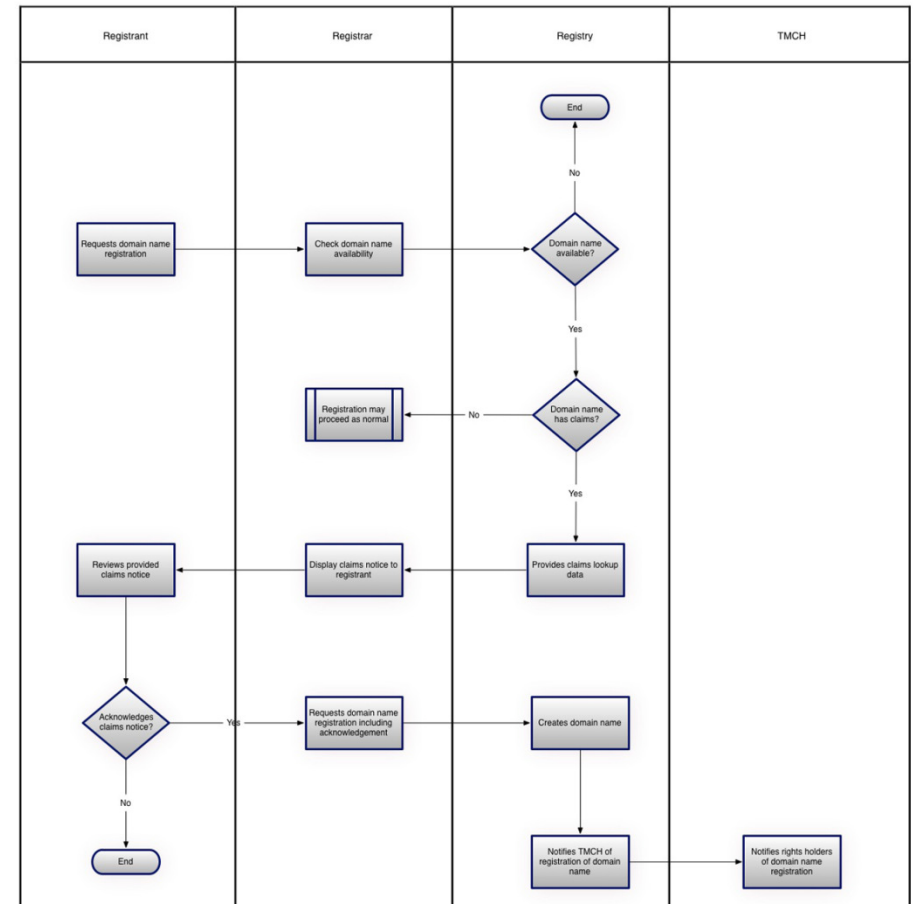 Registrant
Registrar
Registry
TMCH
End
No
Requests domain name
registration
Check domain name
availability
Domain name
available?
Yes
Registration may
proceed as normal
No
Domain name
has claims?
Yes
Reviews provided
claims notice
Display claims notice to
registrant
Provides claims lookup
data
Acknowledges
claims notice?
Yes
Requests domain name
registration including
acknowledgement
Creates domain name
No
End
Notifies TMCH of
registration of domain
name
Notifies rights holders
of domain name
registration